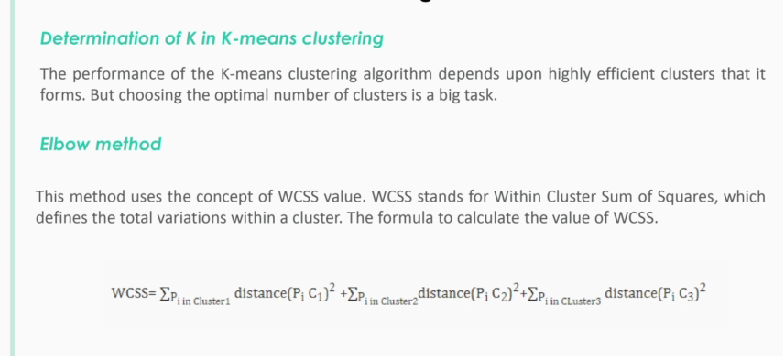 Determination of K in K-means clustering
The performance of the K-means clustering algorithm depends upon highly efficient clusters that it
forms. But choosing the optimal number of clusters is a big task.
Elbow method
This method uses the concept of WCSS value. WCSS stands for Within Cluster Sum of Squares, which
defines the total variations within a cluster. The formula to calculate the value of WCSS.
WCSS= ∑Pi in Cluster1 distance(Pi C1)² +∑Pi in Cluster2distance(Pi C2)²+∑Pi in CLuster3 distance(Pi C3)²